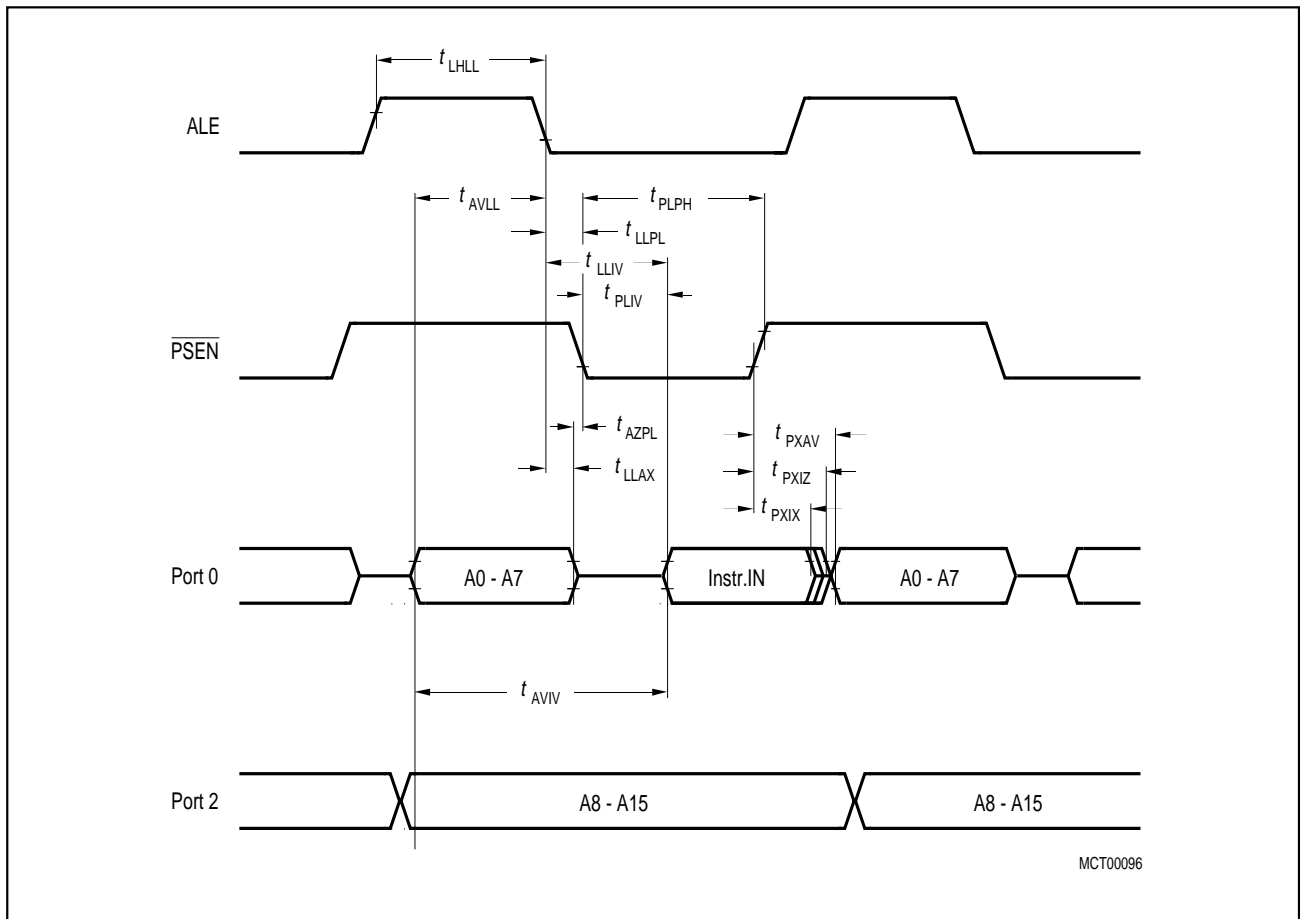 t LHLL
ALE
t AVLL t PLPH
t LLPL
t LLIV
t PLIV
PSEN
t AZPL t PXAV
t LLAX t PXIZ
t PXIX
Port 0 A0 - A7 Instr.IN A0 - A7
t AVIV
Port 2 A8 - A15 A8 - A15
MCT00096